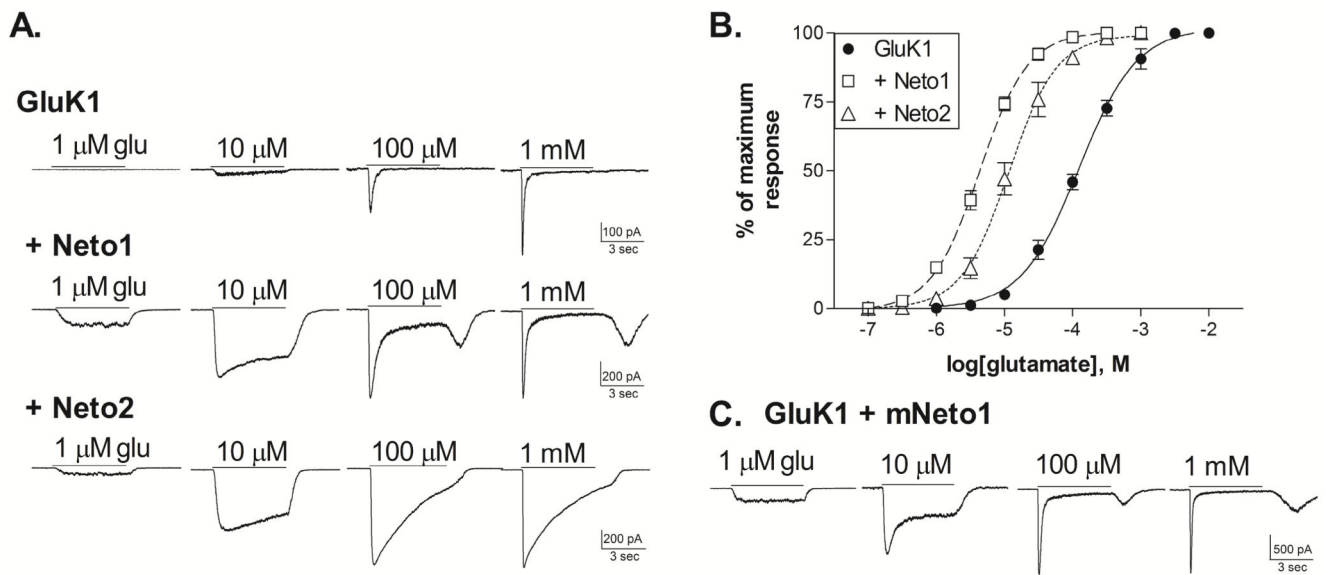 A.
GluK1
1 μM glu
10 μM
100 μM
1 mM
100 pA
3 sec
+ Neto1
1 μM glu
10 μM
100 μM
1 mM
200 pA
3 sec
+ Neto2
1 μM glu
10 μM
100 μM
1 mM
200 pA
3 sec
B.
% of maximum
response
100
75
50
25
0
GluK1
+ Neto1
+ Neto2
-7
-6
-5
-4
-3
-2
log[glutamate], M
C. GluK1 + mNeto1
1 μM glu
10 μM
100 μM
1 mM
500 pA
3 sec